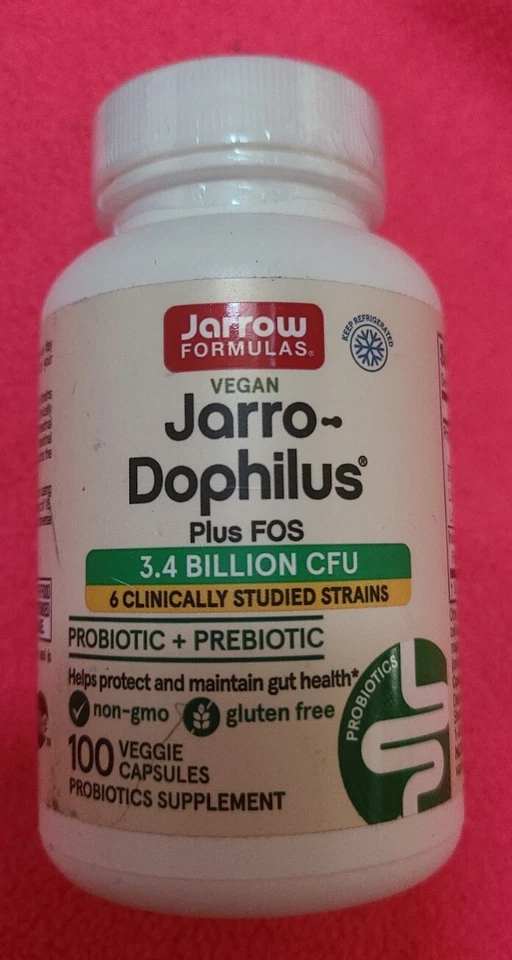 Jarrow
FORMULAS®
KEEP REFRIGERATED
VEGAN
Jarro-
Dophilus®
Plus FOS
3.4 BILLION CFU
6 CLINICALLY STUDIED STRAINS
PROBIOTIC + PREBIOTIC
Helps protect and maintain gut health*
non-gmo
gluten free
100 VEGGIE
CAPSULES
PROBIOTICS SUPPLEMENT
PROBIOTICS